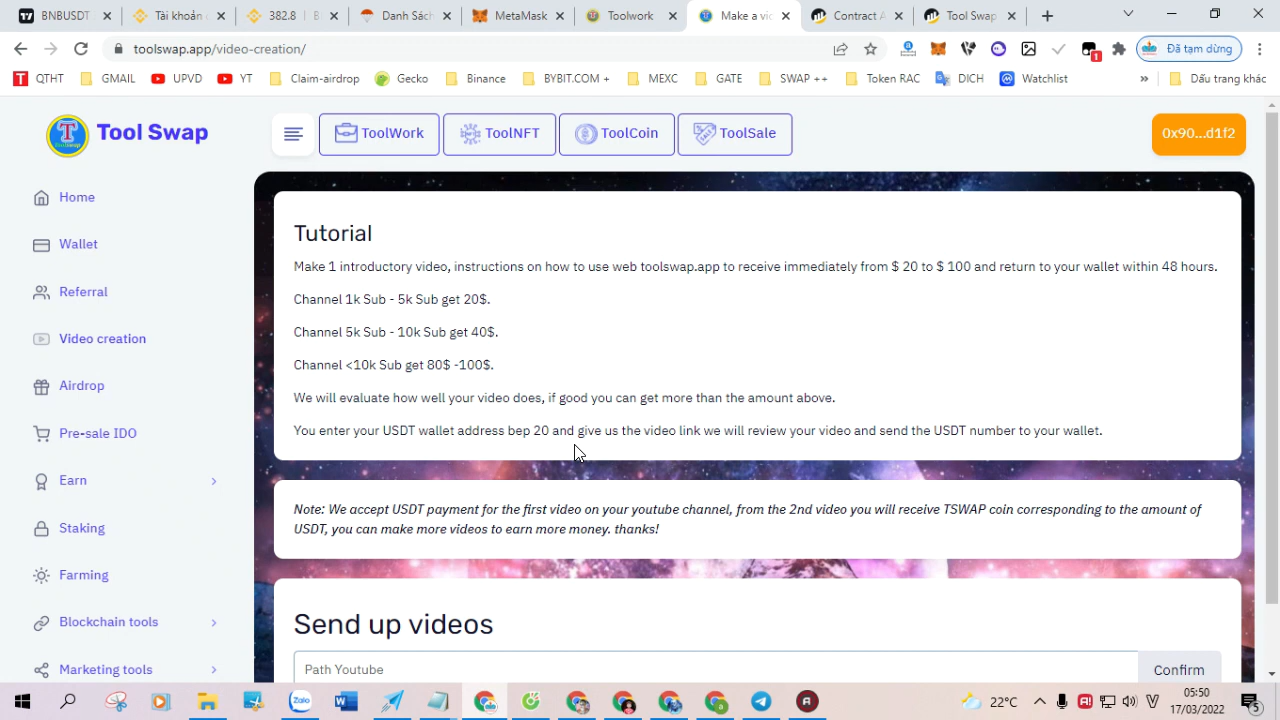 BNBUSDT
Tài khoản
382.8 | B
Danh Sách
MetaMask
Toolwork
Make a vi
Contract A
Tool Swap
toolswap.app/video-creation/
1
Đã tạm dừng
QTHT
GMAIL
UPVD
YT
Claim-airdrop
Gecko
Binance
BYBIT.COM +
MEXC
GATE
SWAP ++
Token RAC
DICH
Watchlist
»
Dấu trang khác
Tool Swap
ToolWork
ToolNFT
ToolCoin
ToolSale
0x90...d1f2
Home
Wallet
Referral
Video creation
Airdrop
Pre-sale IDO
Earn
Staking
Farming
Blockchain tools
Marketing tools
Tutorial
Make 1 introductory video, instructions on how to use web toolswap.app to receive immediately from $ 20 to $ 100 and return to your wallet within 48 hours.
Channel 1k Sub - 5k Sub get 20$.
Channel 5k Sub - 10k Sub get 40$.
Channel <10k Sub get 80$ -100$.
We will evaluate how well your video does, if good you can get more than the amount above.
You enter your USDT wallet address bep 20 and give us the video link we will review your video and send the USDT number to your wallet.
Note: We accept USDT payment for the first video on your youtube channel, from the 2nd video you will receive TSWAP coin corresponding to the amount of
USDT, you can make more videos to earn more money. thanks!
Send up videos
Path Youtube
Confirm
Zalo
22°C
05:50
17/03/2022
5